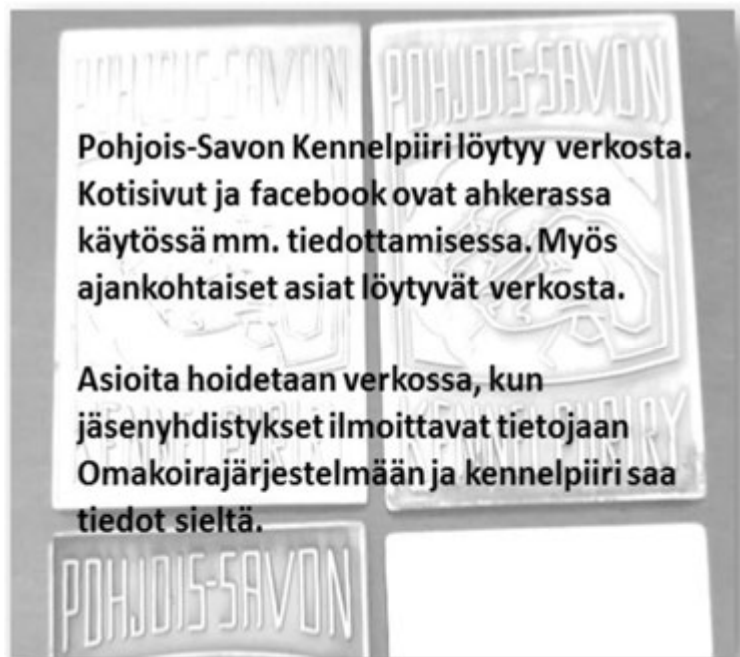 POHJOIS-SAVON POHJOIS-SAVON
Pohjois-Savon Kennelpiiri löytyy verkosta.
Kotisivut ja facebook ovat ahkerassa
käytössä mm. tiedottamisessa. Myös
ajankohtaiset asiat löytyvät verkosta.
Asioita hoidetaan verkossa, kun
jäsenyhdistykset ilmoittavat tietojaan
Omakoirajärjestelmään ja kennelpiiri saa
tiedot sieltä.
POHJOIS-SAVON